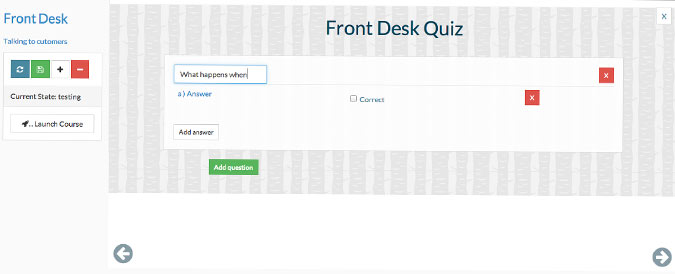 Front Desk
Talking to cutomers
Current State: testing
... Launch Course
Front Desk Quiz
X
What happens when
X
a ) Answer
Correct
X
Add answer
Add question